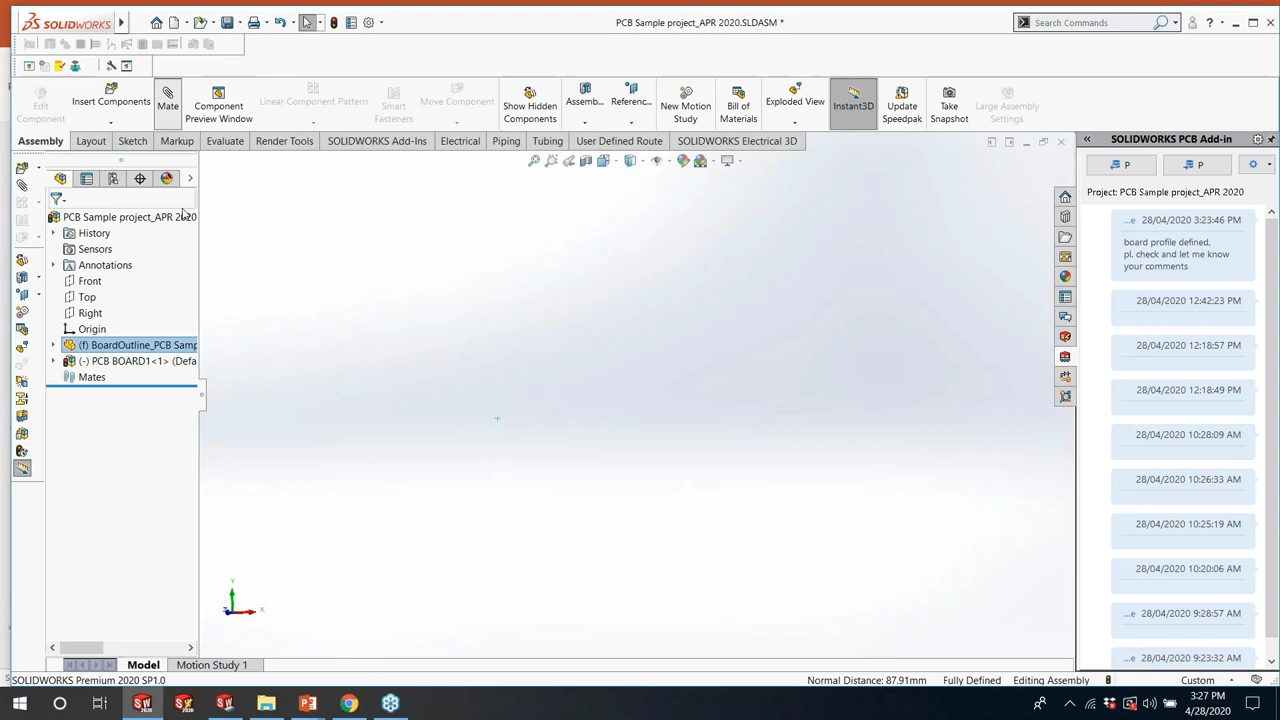 SOLIDWORKS
PCB Sample project_APR 2020.SLDASM *
Search Commands
Edit Component
Insert Components
Mate
Component Preview Window
Linear Component Pattern
Smart Fasteners
Move Component
Show Hidden Components
Assemb...
Referenc...
New Motion Study
Bill of Materials
Exploded View
Instant3D
Update Speedpak
Take Snapshot
Large Assembly Settings
Assembly
Layout
Sketch
Markup
Evaluate
Render Tools
SOLIDWORKS Add-Ins
Electrical
Piping
Tubing
User Defined Route
SOLIDWORKS Electrical 3D
SOLIDWORKS PCB Add-in
P
P
Project: PCB Sample project_APR 2020
PCB Sample project_APR 2020
History
Sensors
Annotations
Front
Top
Right
Origin
(f) BoardOutline_PCB Samp
(-) PCB BOARD1<1> (Defa
Mates
...e 28/04/2020 3:23:46 PM
board profile defined,
pl. check and let me know
your comments
28/04/2020 12:42:23 PM
28/04/2020 12:18:57 PM
28/04/2020 12:18:49 PM
28/04/2020 10:28:09 AM
28/04/2020 10:26:33 AM
28/04/2020 10:25:19 AM
28/04/2020 10:20:06 AM
...e 28/04/2020 9:28:57 AM
...e 28/04/2020 9:23:32 AM
Y
X
Z
Model
Motion Study 1
SOLIDWORKS Premium 2020 SP1.0
Normal Distance: 87.91mm
Fully Defined
Editing Assembly
Custom
3:27 PM
4/28/2020